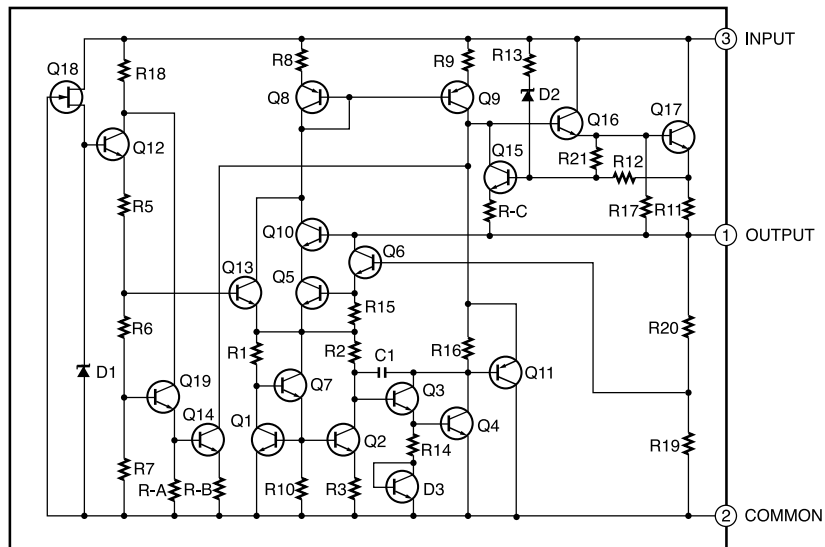 R8 R9 R13 3 INPUT
Q18 R18 D2
Q8 Q9 Q16 Q17
Q12 Q15 R21 R12
R5 R-C R17 R11
Q10 Q6 1 OUTPUT
Q13 Q5
R15
R6 R20
R1 R2 C1 R16
D1 Q19 Q7 Q3 Q11
Q14 Q1 Q2 Q4
R14 R19
R7 R-A R-B R10 R3 D3
2 COMMON